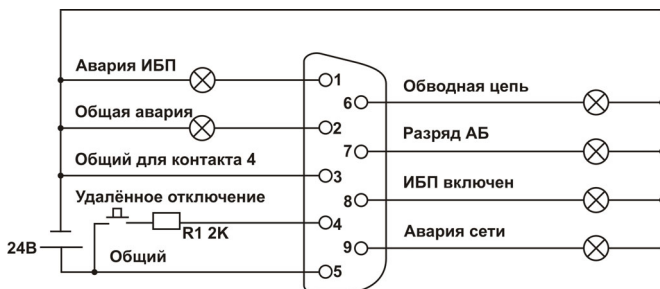 Авария ИБП
1
Обводная цепь
6
Общая авария
2
Разряд АБ
7
Общий для контакта 4
3
ИБП включен
8
Удалённое отключение
4
R1 2K
Авария сети
9
24В
Общий
5